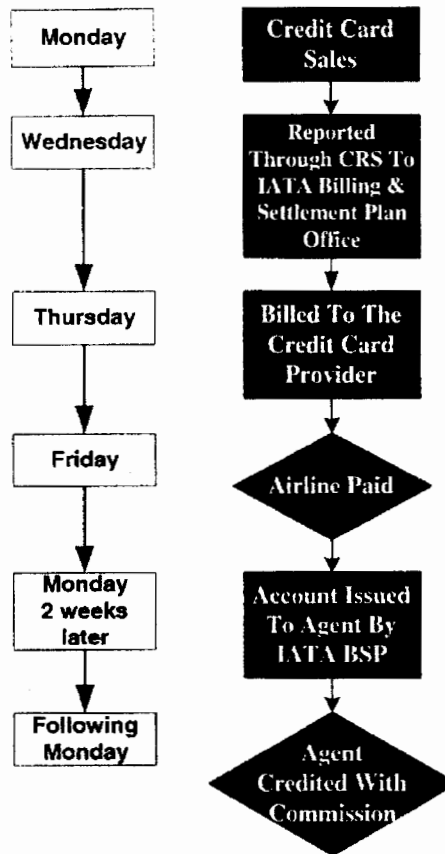 Monday
Credit Card
Sales
Wednesday
Reported
Through CRS To
IATA Billing &
Settlement Plan
Office
Thursday
Billed To The
Credit Card
Provider
Friday
Airline Paid
Monday
2 weeks
later
Account Issued
To Agent By
IATA BSP
Following
Monday
Agent
Credited With
Commission